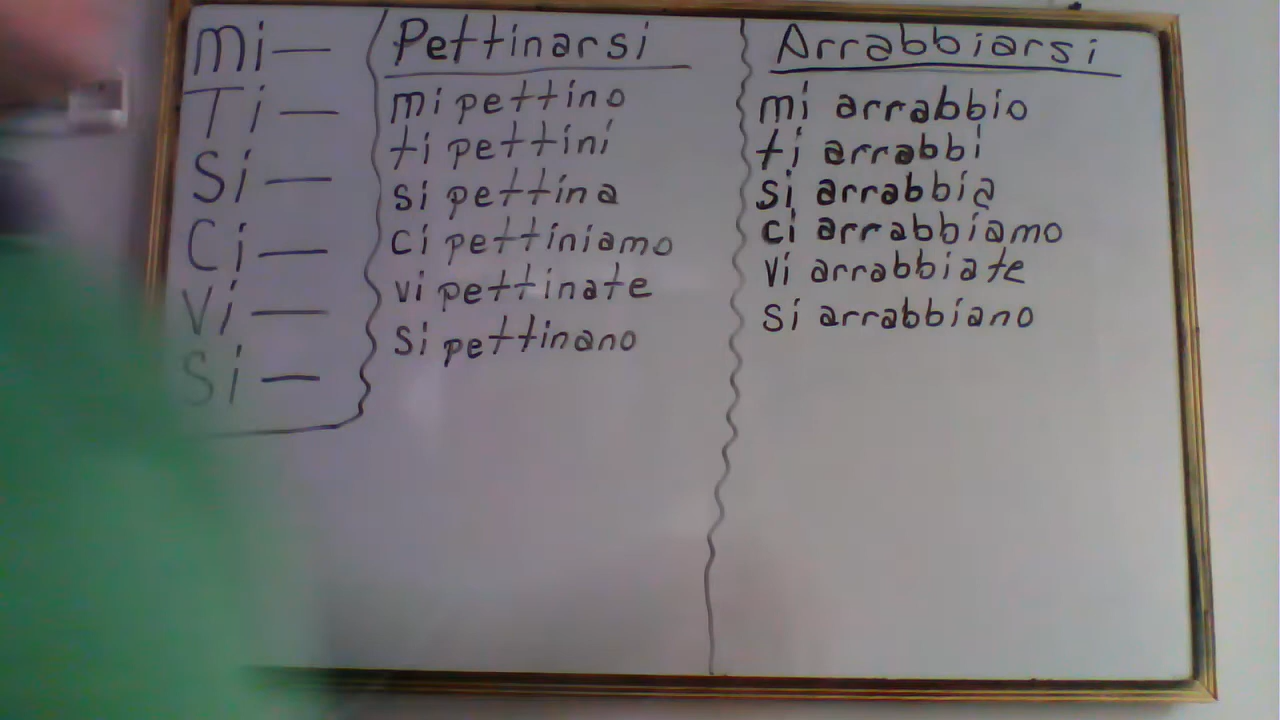 Mi—
Ti—
Si—
Ci—
Vi—
Si—
Pettinarsi
mi pettino
ti pettini
si pettina
ci pettiniamo
vi pettinate
si pettinano
Arrabbiarsi
mi arrabbio
ti arrabbi
si arrabbia
ci arrabbiamo
vi arrabbiate
si arrabbiano